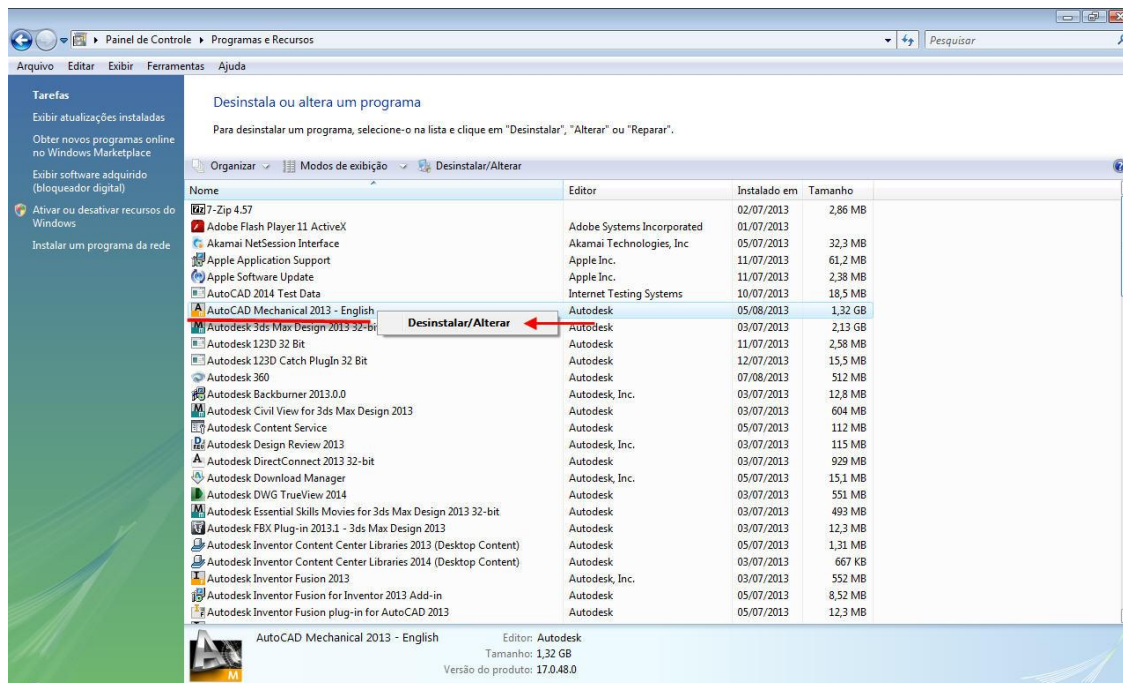 Painel de Controle ▸ Programas e Recursos
Pesquisar
Arquivo Editar Exibir Ferramentas Ajuda
Tarefas
Exibir atualizações instaladas
Obter novos programas online
no Windows Marketplace
Exibir software adquirido
(bloqueador digital)
Ativar ou desativar recursos do
Windows
Instalar um programa da rede
Desinstala ou altera um programa
Para desinstalar um programa, selecione-o na lista e clique em "Desinstalar", "Alterar" ou "Reparar".
Organizar Modos de exibição Desinstalar/Alterar
Nome Editor Instalado em Tamanho
7-Zip 4.57 02/07/2013 2,86 MB
Adobe Flash Player 11 ActiveX Adobe Systems Incorporated 01/07/2013
Akamai NetSession Interface Akamai Technologies, Inc 05/07/2013 32,3 MB
Apple Application Support Apple Inc. 11/07/2013 61,2 MB
Apple Software Update Apple Inc. 11/07/2013 2,38 MB
AutoCAD 2014 Test Data Internet Testing Systems 10/07/2013 18,5 MB
AutoCAD Mechanical 2013 - English Autodesk 05/08/2013 1,32 GB
Autodesk 3ds Max Design 2013 32-bi Autodesk 03/07/2013 2,13 GB
Desinstalar/Alterar
Autodesk 123D 32 Bit Autodesk 11/07/2013 2,58 MB
Autodesk 123D Catch PlugIn 32 Bit Autodesk 12/07/2013 15,5 MB
Autodesk 360 Autodesk 07/08/2013 512 MB
Autodesk Backburner 2013.0.0 Autodesk, Inc. 03/07/2013 12,8 MB
Autodesk Civil View for 3ds Max Design 2013 Autodesk 03/07/2013 604 MB
Autodesk Content Service Autodesk 05/07/2013 112 MB
Autodesk Design Review 2013 Autodesk, Inc. 03/07/2013 115 MB
Autodesk DirectConnect 2013 32-bit Autodesk 03/07/2013 929 MB
Autodesk Download Manager Autodesk, Inc. 05/07/2013 15,1 MB
Autodesk DWG TrueView 2014 Autodesk 03/07/2013 551 MB
Autodesk Essential Skills Movies for 3ds Max Design 2013 32-bit Autodesk 03/07/2013 493 MB
Autodesk FBX Plug-in 2013.1 - 3ds Max Design 2013 Autodesk 03/07/2013 12,3 MB
Autodesk Inventor Content Center Libraries 2013 (Desktop Content) Autodesk 05/07/2013 1,31 MB
Autodesk Inventor Content Center Libraries 2014 (Desktop Content) Autodesk 03/07/2013 667 KB
Autodesk Inventor Fusion 2013 Autodesk, Inc. 03/07/2013 552 MB
Autodesk Inventor Fusion for Inventor 2013 Add-in Autodesk 05/07/2013 8,52 MB
Autodesk Inventor Fusion plug-in for AutoCAD 2013 Autodesk 05/07/2013 12,3 MB
AutoCAD Mechanical 2013 - English Editor: Autodesk
Tamanho: 1,32 GB
Versão do produto: 17.0.48.0